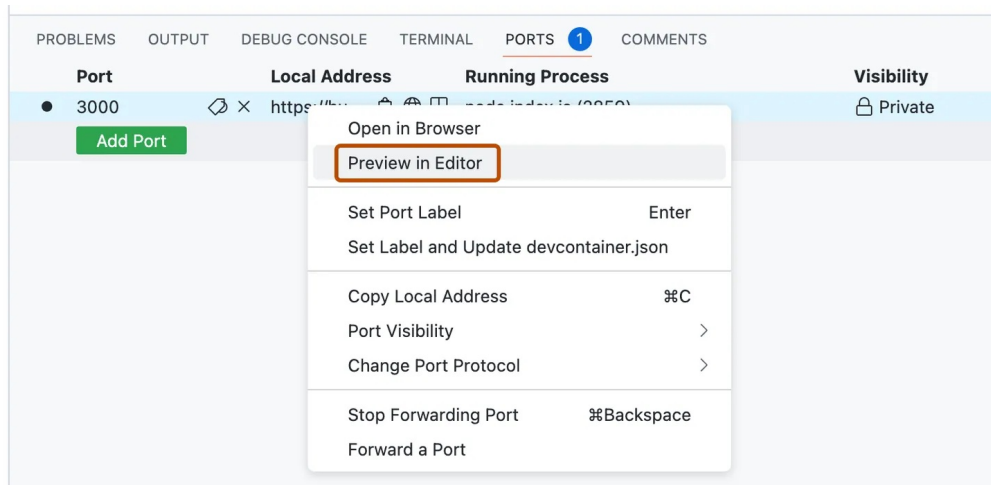 PROBLEMS OUTPUT DEBUG CONSOLE TERMINAL PORTS 1 COMMENTS
Port Local Address Running Process Visibility
3000 Private
Add Port
Open in Browser
Preview in Editor
Set Port Label Enter
Set Label and Update devcontainer.json
Copy Local Address ⌘C
Port Visibility
Change Port Protocol
Stop Forwarding Port ⌘Backspace
Forward a Port